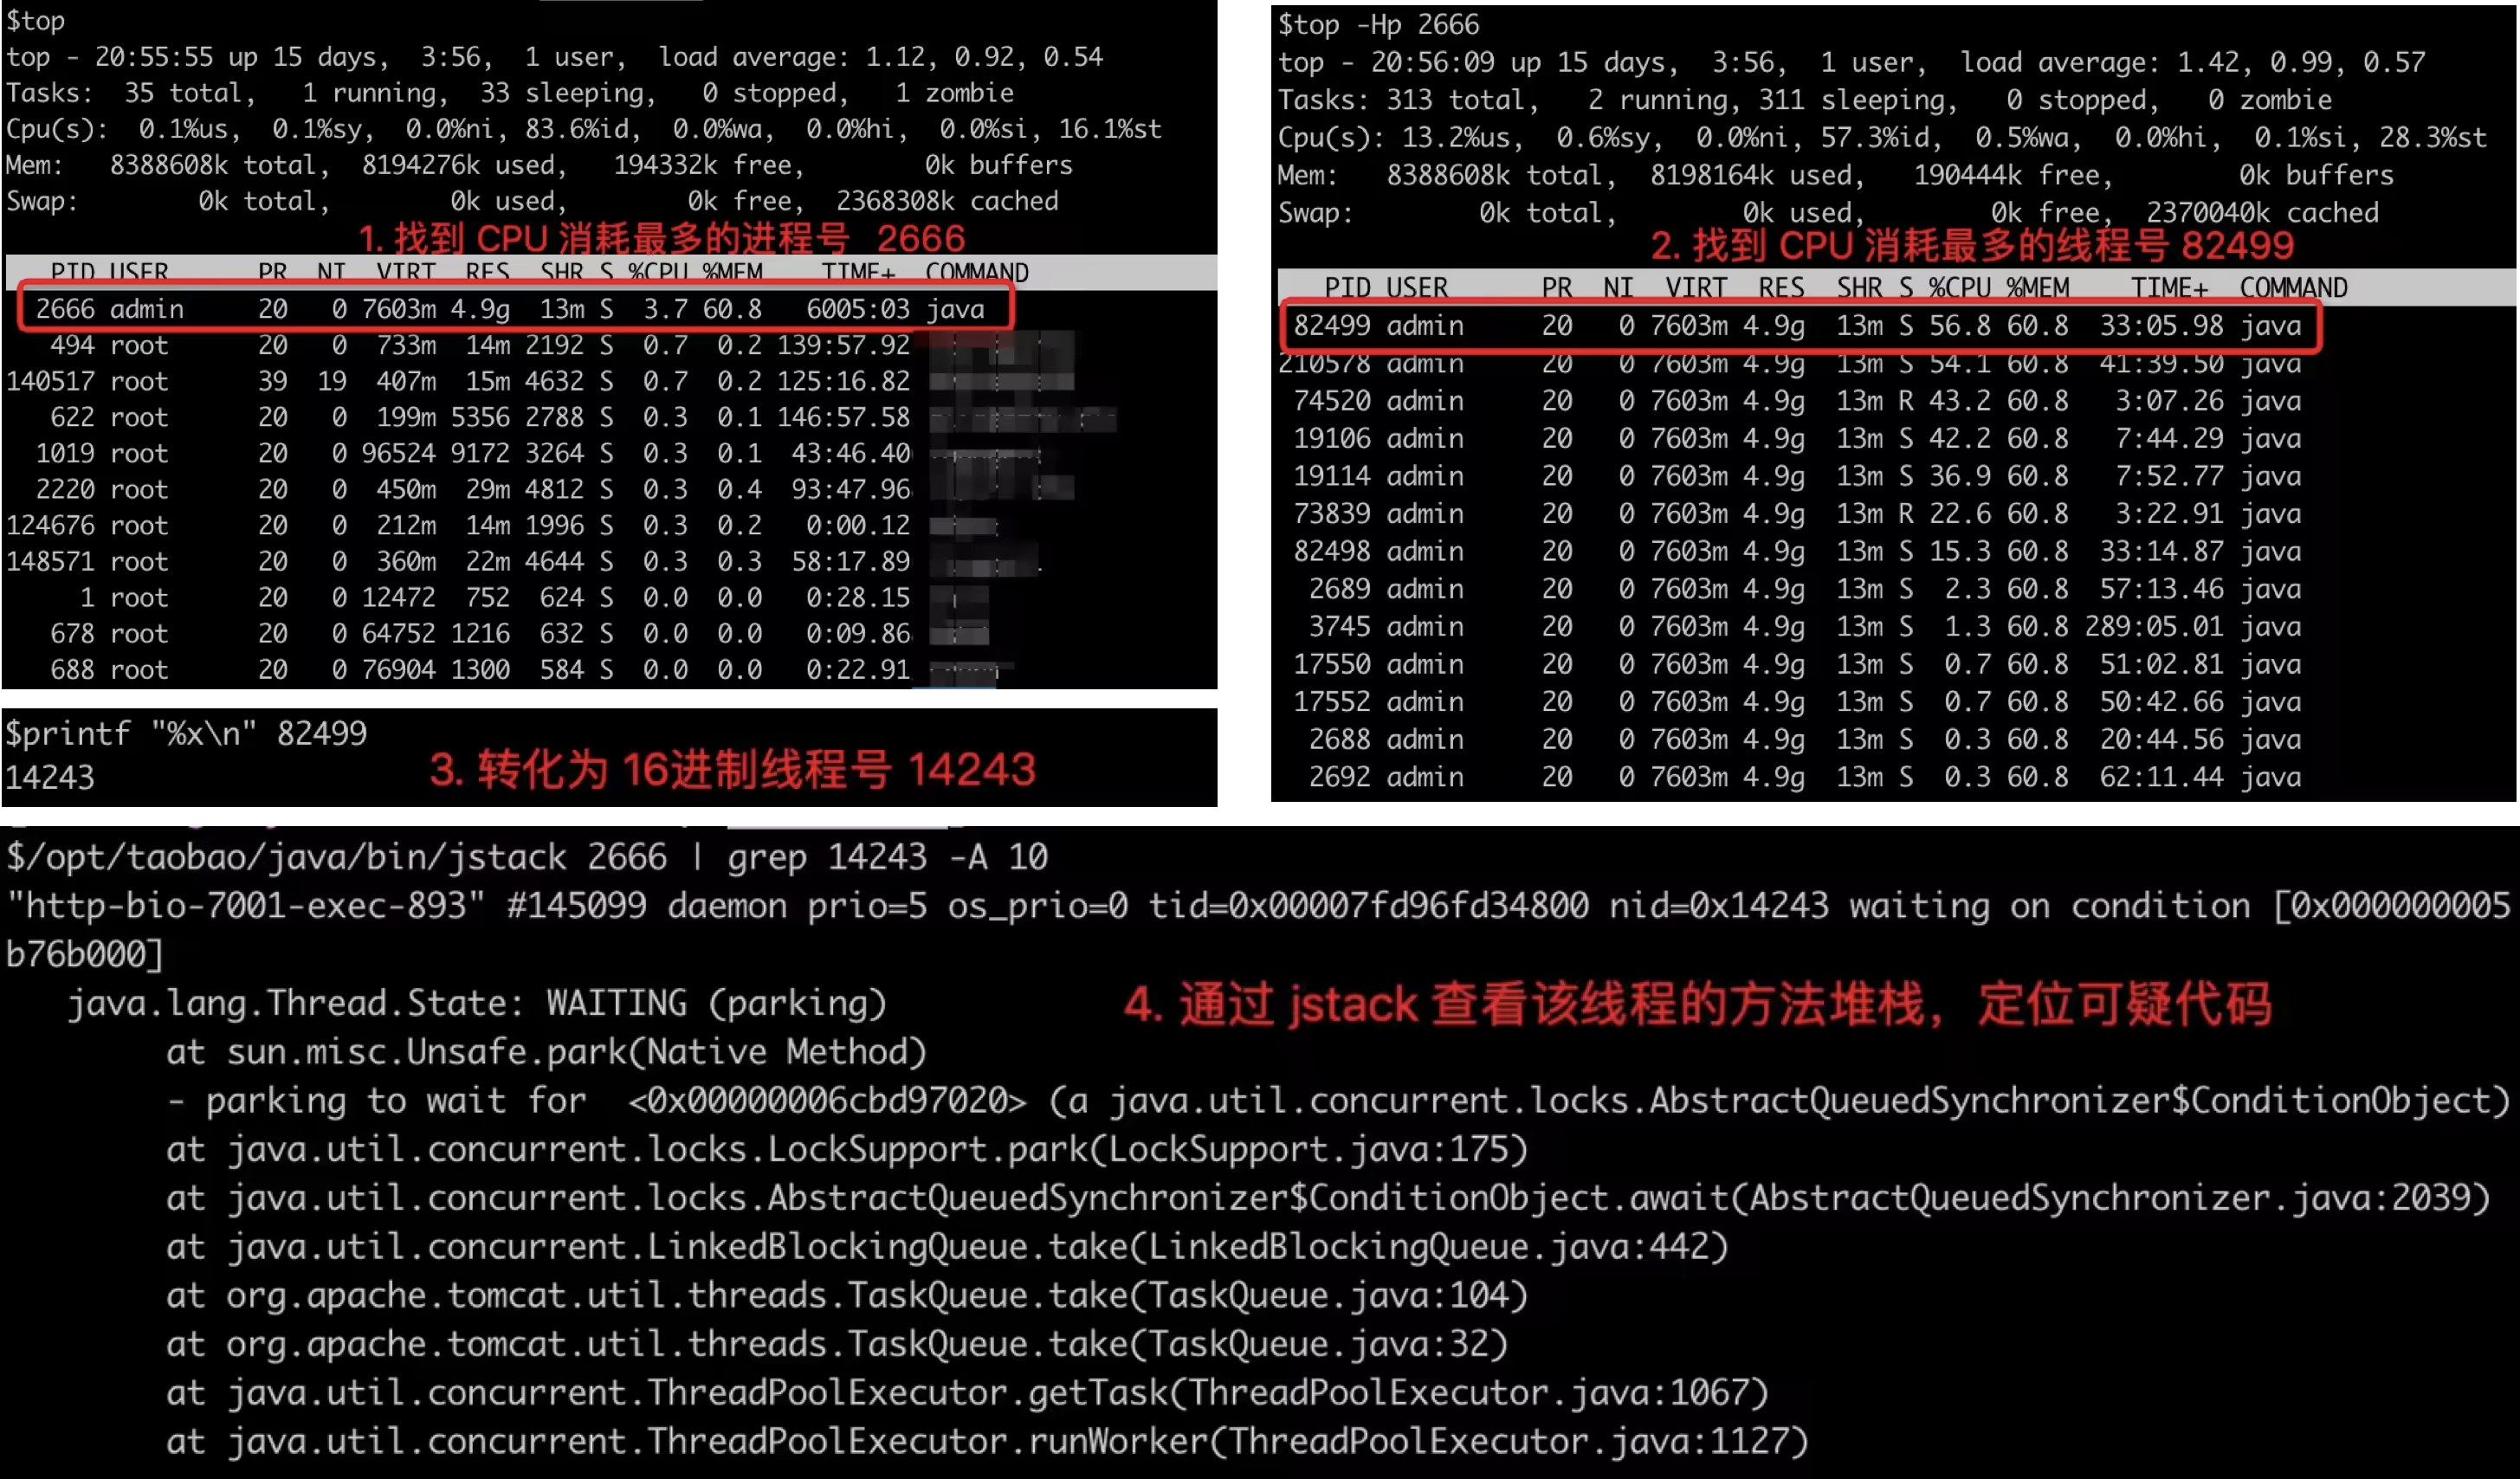 $top
top - 20:55:55 up 15 days,  3:56,  1 user,  load average: 1.12, 0.92, 0.54
Tasks:  35 total,   1 running,  33 sleeping,   0 stopped,   1 zombie
Cpu(s):  0.1%us,  0.1%sy,  0.0%ni, 83.6%id,  0.0%wa,  0.0%hi,  0.0%si, 16.1%st
Mem:   8388608k total,  8194276k used,   194332k free,        0k buffers
Swap:        0k total,        0k used,        0k free,  2368308k cached
1. 找到 CPU 消耗最多的进程号 2666
PID USER      PR  NI  VIRT  RES  SHR S %CPU %MEM    TIME+  COMMAND
2666 admin     20   0 7603m 4.9g  13m S  3.7 60.8   6005:03 java
494 root      20   0  733m  14m 2192 S  0.7  0.2 139:57.92
140517 root      39  19  407m  15m 4632 S  0.7  0.2 125:16.82
622 root      20   0  199m 5356 2788 S  0.3  0.1 146:57.58
1019 root      20   0 96524 9172 3264 S  0.3  0.1  43:46.40
2220 root      20   0  450m  29m 4812 S  0.3  0.4  93:47.96
124676 root      20   0  212m  14m 1996 S  0.3  0.2   0:00.12
148571 root      20   0  360m  22m 4644 S  0.3  0.3  58:17.89
1 root      20   0 12472  752  624 S  0.0  0.0   0:28.15
678 root      20   0 64752 1216  632 S  0.0  0.0   0:09.86
688 root      20   0 76904 1300  584 S  0.0  0.0   0:22.91
$top -Hp 2666
top - 20:56:09 up 15 days,  3:56,  1 user,  load average: 1.42, 0.99, 0.57
Tasks: 313 total,   2 running, 311 sleeping,   0 stopped,   0 zombie
Cpu(s): 13.2%us,  0.6%sy,  0.0%ni, 57.3%id,  0.5%wa,  0.0%hi,  0.1%si, 28.3%st
Mem:   8388608k total,  8198164k used,   190444k free,        0k buffers
Swap:        0k total,        0k used,        0k free,  2370040k cached
2. 找到 CPU 消耗最多的线程号 82499
PID USER      PR  NI  VIRT  RES  SHR S %CPU %MEM    TIME+  COMMAND
82499 admin     20   0 7603m 4.9g  13m S 56.8 60.8  33:05.98 java
210578 admin     20   0 7603m 4.9g  13m S 54.1 60.8  41:39.50 java
74520 admin     20   0 7603m 4.9g  13m R 43.2 60.8   3:07.26 java
19106 admin     20   0 7603m 4.9g  13m S 42.2 60.8   7:44.29 java
19114 admin     20   0 7603m 4.9g  13m S 36.9 60.8   7:52.77 java
73839 admin     20   0 7603m 4.9g  13m R 22.6 60.8   3:22.91 java
82498 admin     20   0 7603m 4.9g  13m S 15.3 60.8  33:14.87 java
2689 admin     20   0 7603m 4.9g  13m S  2.3 60.8  57:13.46 java
3745 admin     20   0 7603m 4.9g  13m S  1.3 60.8 289:05.01 java
17550 admin     20   0 7603m 4.9g  13m S  0.7 60.8  51:02.81 java
17552 admin     20   0 7603m 4.9g  13m S  0.7 60.8  50:42.66 java
2688 admin     20   0 7603m 4.9g  13m S  0.3 60.8  20:44.56 java
2692 admin     20   0 7603m 4.9g  13m S  0.3 60.8  62:11.44 java
$printf "%x\n" 82499
14243
3. 转化为 16进制线程号 14243
$/opt/taobao/java/bin/jstack 2666 | grep 14243 -A 10
"http-bio-7001-exec-893" #145099 daemon prio=5 os_prio=0 tid=0x00007fd96fd34800 nid=0x14243 waiting on condition [0x000000005
b76b000]
java.lang.Thread.State: WAITING (parking)
4. 通过 jstack 查看该线程的方法堆栈，定位可疑代码
at sun.misc.Unsafe.park(Native Method)
- parking to wait for  <0x00000006cbd97020> (a java.util.concurrent.locks.AbstractQueuedSynchronizer$ConditionObject)
at java.util.concurrent.locks.LockSupport.park(LockSupport.java:175)
at java.util.concurrent.locks.AbstractQueuedSynchronizer$ConditionObject.await(AbstractQueuedSynchronizer.java:2039)
at java.util.concurrent.LinkedBlockingQueue.take(LinkedBlockingQueue.java:442)
at org.apache.tomcat.util.threads.TaskQueue.take(TaskQueue.java:104)
at org.apache.tomcat.util.threads.TaskQueue.take(TaskQueue.java:32)
at java.util.concurrent.ThreadPoolExecutor.getTask(ThreadPoolExecutor.java:1067)
at java.util.concurrent.ThreadPoolExecutor.runWorker(ThreadPoolExecutor.java:1127)